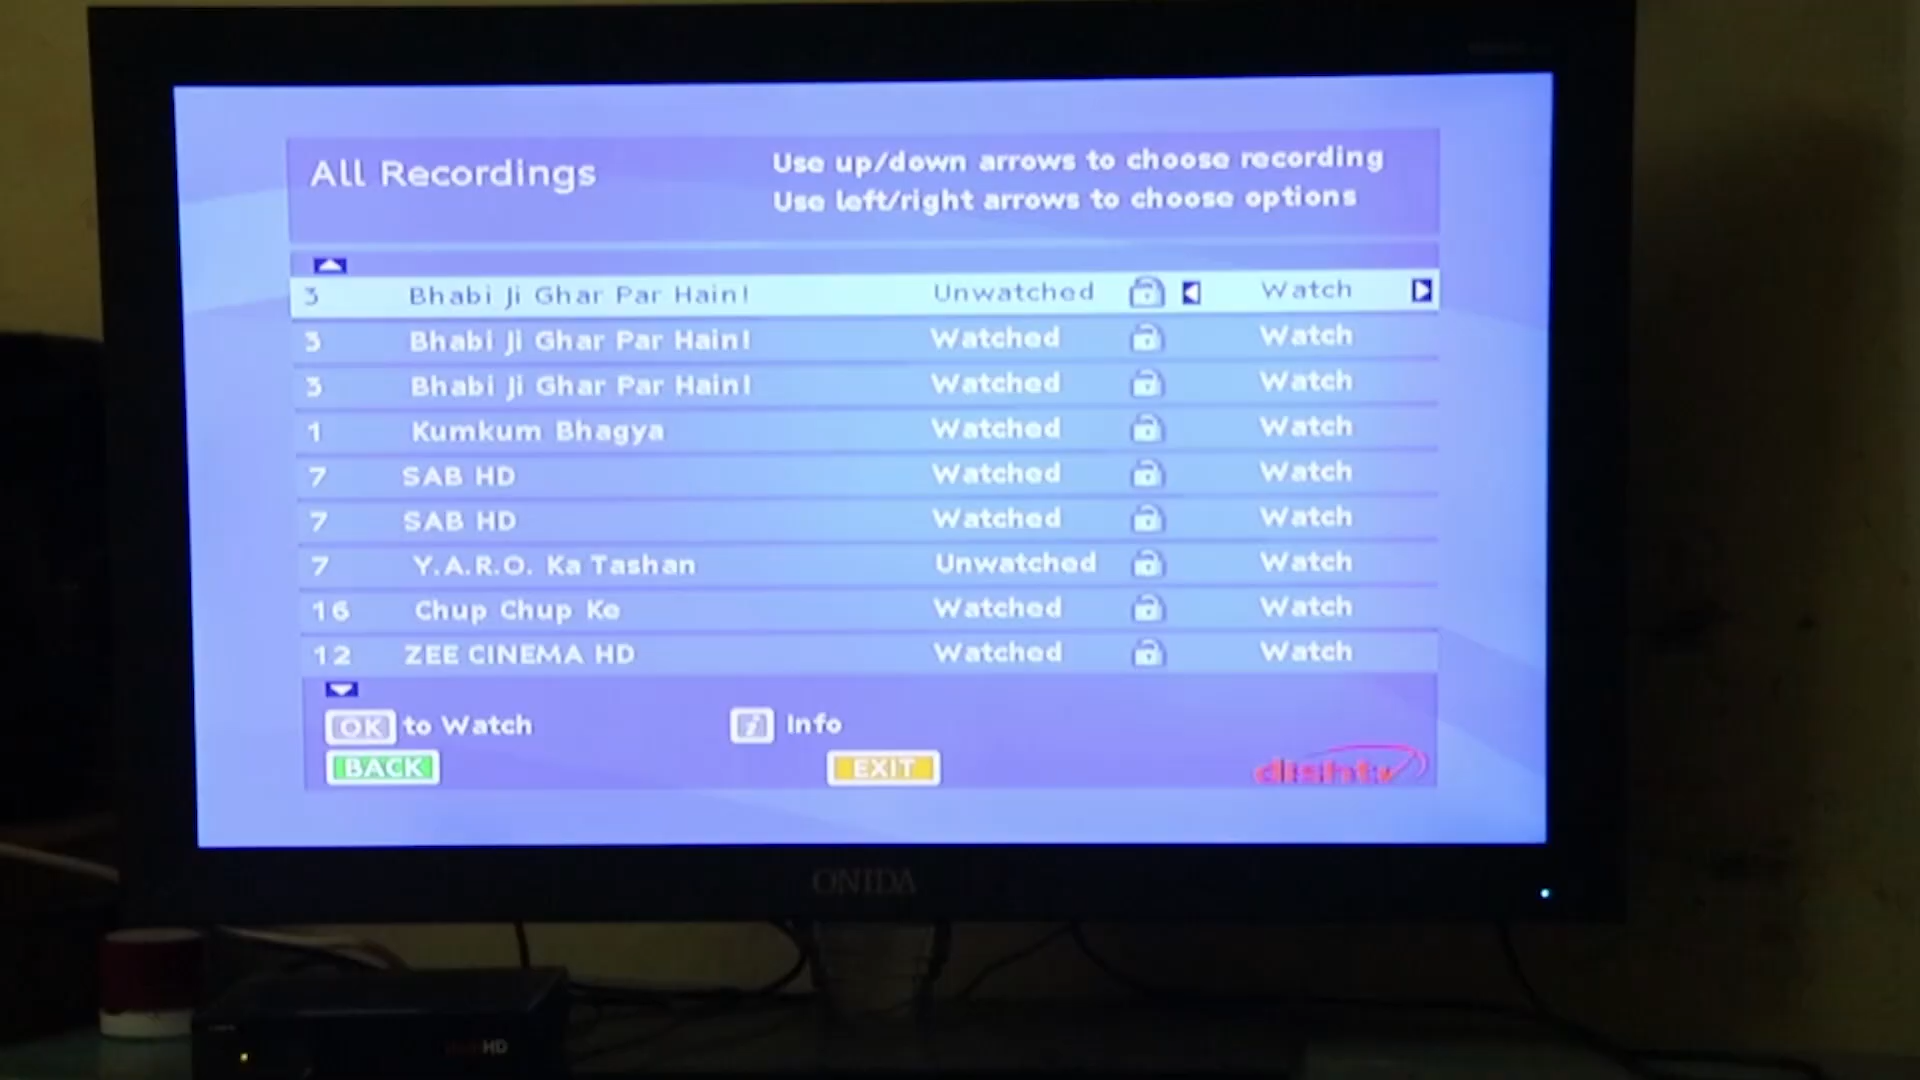 All Recordings
Use up/down arrows to choose recording
Use left/right arrows to choose options
3 Bhabi Ji Ghar Par Hain! Unwatched Watch
3 Bhabi Ji Ghar Par Hain! Watched Watch
3 Bhabi Ji Ghar Par Hain! Watched Watch
1 Kumkum Bhagya Watched Watch
7 SAB HD Watched Watch
7 SAB HD Watched Watch
7 Y.A.R.O. Ka Tashan Unwatched Watch
16 Chup Chup Ke Watched Watch
12 ZEE CINEMA HD Watched Watch
OK to Watch i Info
BACK EXIT dishtv
ONIDA
HD